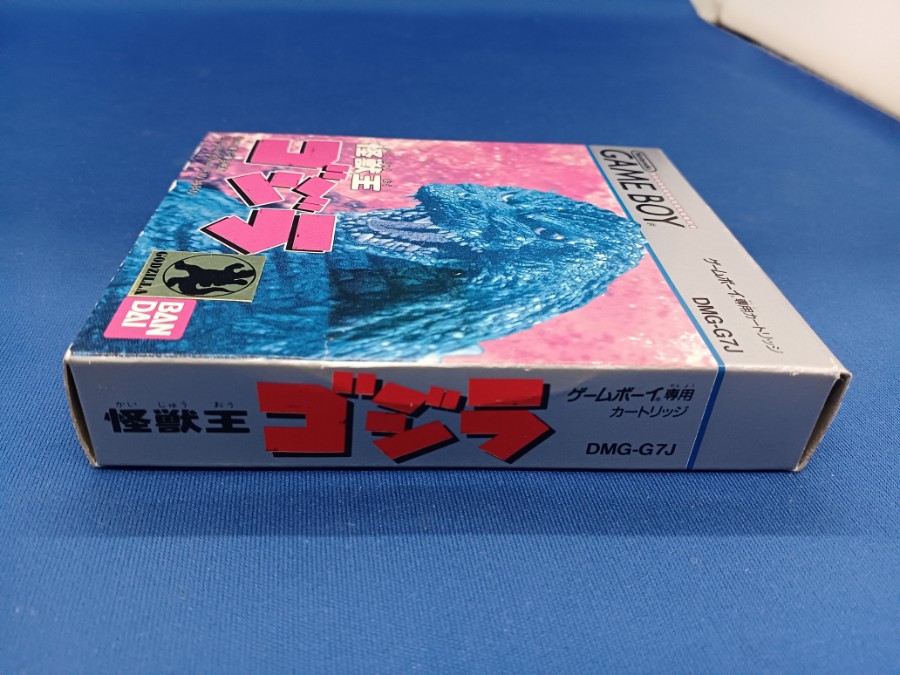 怪獣王
ゴジラ
GODZILLA
BAN
DAI
Nintendo
GAME BOY
ゲームボーイ専用カートリッジ
DMG-G7J
かい じゅう おう
怪獣王
ゴジラ
ゲームボーイ専用
カートリッジ
DMG-G7J